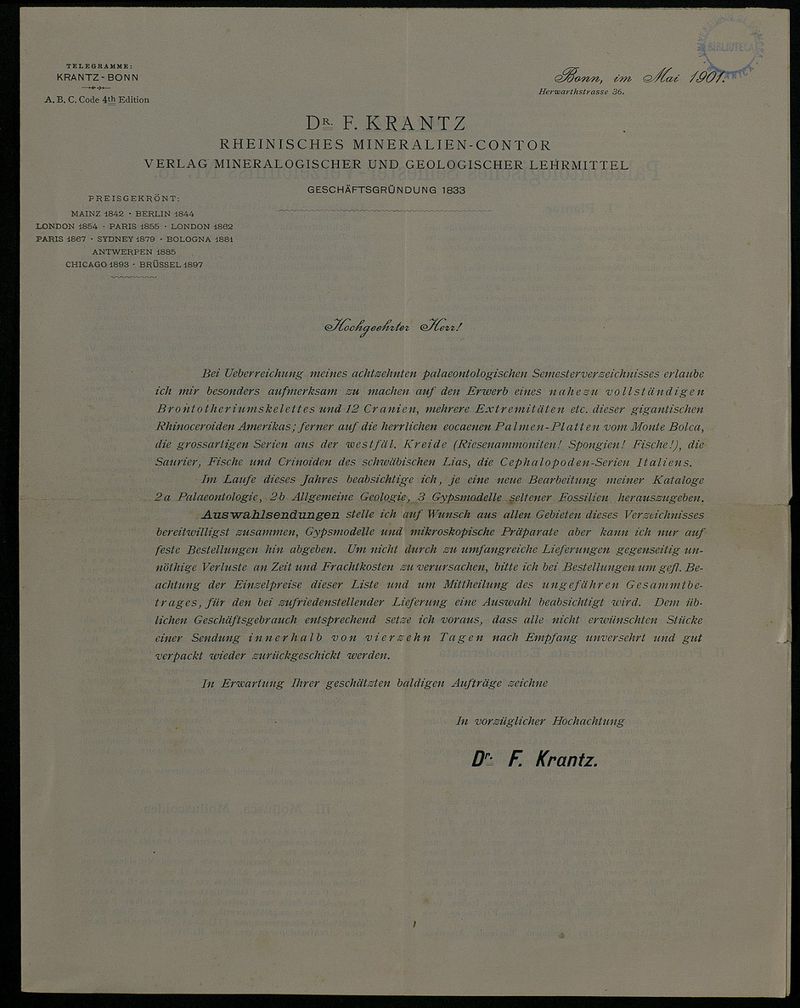 BIBLIOTECA
TELEGRAMME:
KRANTZ-BONN
A. B. C. Code 4th Edition
Bonn, im Mai 1901.
Herwarthstrasse 36.
DR. F. KRANTZ
RHEINISCHES MINERALIEN-CONTOR
VERLAG MINERALOGISCHER UND GEOLOGISCHER LEHRMITTEL
GESCHÄFTSGRÜNDUNG 1833
PREISGEKRÖNT:
MAINZ 1842 · BERLIN 1844
LONDON 1854 · PARIS 1855 · LONDON 1862
PARIS 1867 · SYDNEY 1879 · BOLOGNA 1881
ANTWERPEN 1885
CHICAGO 1893 · BRÜSSEL 1897
Hochgeehrter Herr!
Bei Ueberreichung meines achtzehnten palaeontologischen Semesterverzeichnisses erlaube
ich mir besonders aufmerksam zu machen auf den Erwerb eines nahezu vollständigen
Brontotheriumskelettes und 12 Cranien, mehrere Extremitäten etc. dieser gigantischen
Rhinoceroiden Amerikas; ferner auf die herrlichen eocaenen Palmen-Platten vom Monte Bolca,
die grossartigen Serien aus der westfäl. Kreide (Riesenammoniten! Spongien! Fische!), die
Saurier, Fische und Crinoiden des schwäbischen Lias, die Cephalopoden-Serien Italiens.
Im Laufe dieses Jahres beabsichtige ich, je eine neue Bearbeitung meiner Kataloge
2a Palaeontologie, 2b Allgemeine Geologie, 3 Gypsmodelle seltener Fossilien herauszugeben.
Auswahlsendungen stelle ich auf Wunsch aus allen Gebieten dieses Verzeichnisses
bereitwilligst zusammen, Gypsmodelle und mikroskopische Präparate aber kann ich nur auf
feste Bestellungen hin abgeben. Um nicht durch zu umfangreiche Lieferungen gegenseitig un-
nöthige Verluste an Zeit und Frachtkosten zu verursachen, bitte ich bei Bestellungen um gefl. Be-
achtung der Einzelpreise dieser Liste und um Mittheilung des ungefähren Gesammtbe-
trages, für den bei zufriedenstellender Lieferung eine Auswahl beabsichtigt wird. Dem üb-
lichen Geschäftsgebrauch entsprechend setze ich voraus, dass alle nicht erwünschten Stücke
einer Sendung innerhalb von vierzehn Tagen nach Empfang unversehrt und gut
verpackt wieder zurückgeschickt werden.
In Erwartung Ihrer geschätzten baldigen Aufträge zeichne
In vorzüglicher Hochachtung
Dr. F. Krantz.